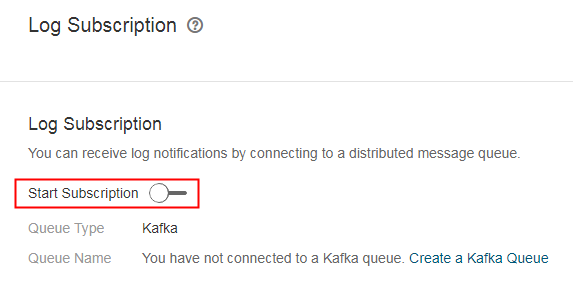 Log Subscription ?
Log Subscription
You can receive log notifications by connecting to a distributed message queue.
Start Subscription
Queue Type Kafka
Queue Name You have not connected to a Kafka queue. Create a Kafka Queue